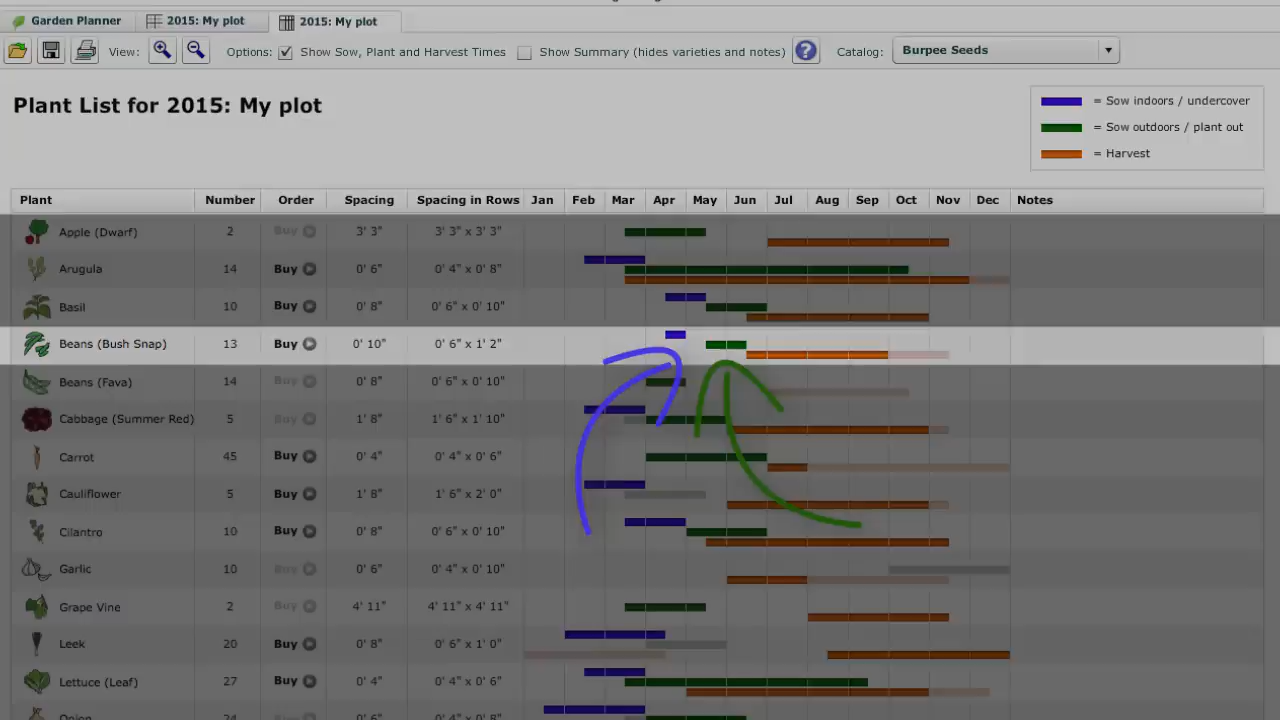 Garden Planner 2015: My plot 2015: My plot
View: Options: Show Sow, Plant and Harvest Times Show Summary (hides varieties and notes) ? Catalog: Burpee Seeds
Plant List for 2015: My plot
= Sow indoors / undercover
= Sow outdoors / plant out
= Harvest
Plant Number Order Spacing Spacing in Rows Jan Feb Mar Apr May Jun Jul Aug Sep Oct Nov Dec Notes
Apple (Dwarf) 2 Buy 3' 3" 3' 3" x 3' 3"
Arugula 14 Buy 0' 6" 0' 4" x 0' 8"
Basil 10 Buy 0' 8" 0' 6" x 0' 10"
Beans (Bush Snap) 13 Buy 0' 10" 0' 6" x 1' 2"
Beans (Fava) 14 Buy 0' 8" 0' 6" x 0' 10"
Cabbage (Summer Red) 5 Buy 1' 8" 1' 6" x 1' 10"
Carrot 45 Buy 0' 4" 0' 4" x 0' 6"
Cauliflower 5 Buy 1' 8" 1' 6" x 2' 0"
Cilantro 10 Buy 0' 8" 0' 6" x 0' 10"
Garlic 10 Buy 0' 6" 0' 4" x 0' 10"
Grape Vine 2 Buy 4' 11" 4' 11" x 4' 11"
Leek 20 Buy 0' 8" 0' 6" x 1' 0"
Lettuce (Leaf) 27 Buy 0' 4" 0' 4" x 0' 6"
Onion 24 Buy 0' 6" 0' 4" x 0' 8"